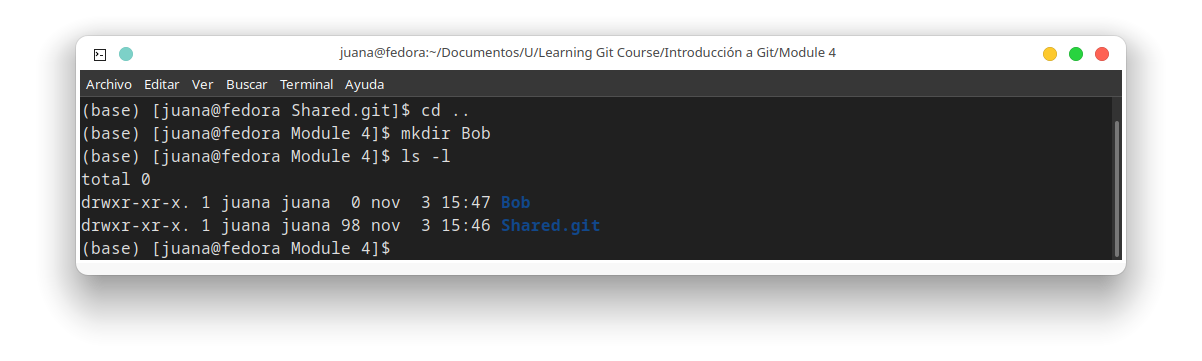 juana@fedora:~/Documentos/U/Learning Git Course/Introducción a Git/Module 4
Archivo Editar Ver Buscar Terminal Ayuda
(base) [juana@fedora Shared.git]$ cd ..
(base) [juana@fedora Module 4]$ mkdir Bob
(base) [juana@fedora Module 4]$ ls -l
total 0
drwxr-xr-x. 1 juana juana  0 nov  3 15:47 Bob
drwxr-xr-x. 1 juana juana 98 nov  3 15:46 Shared.git
(base) [juana@fedora Module 4]$